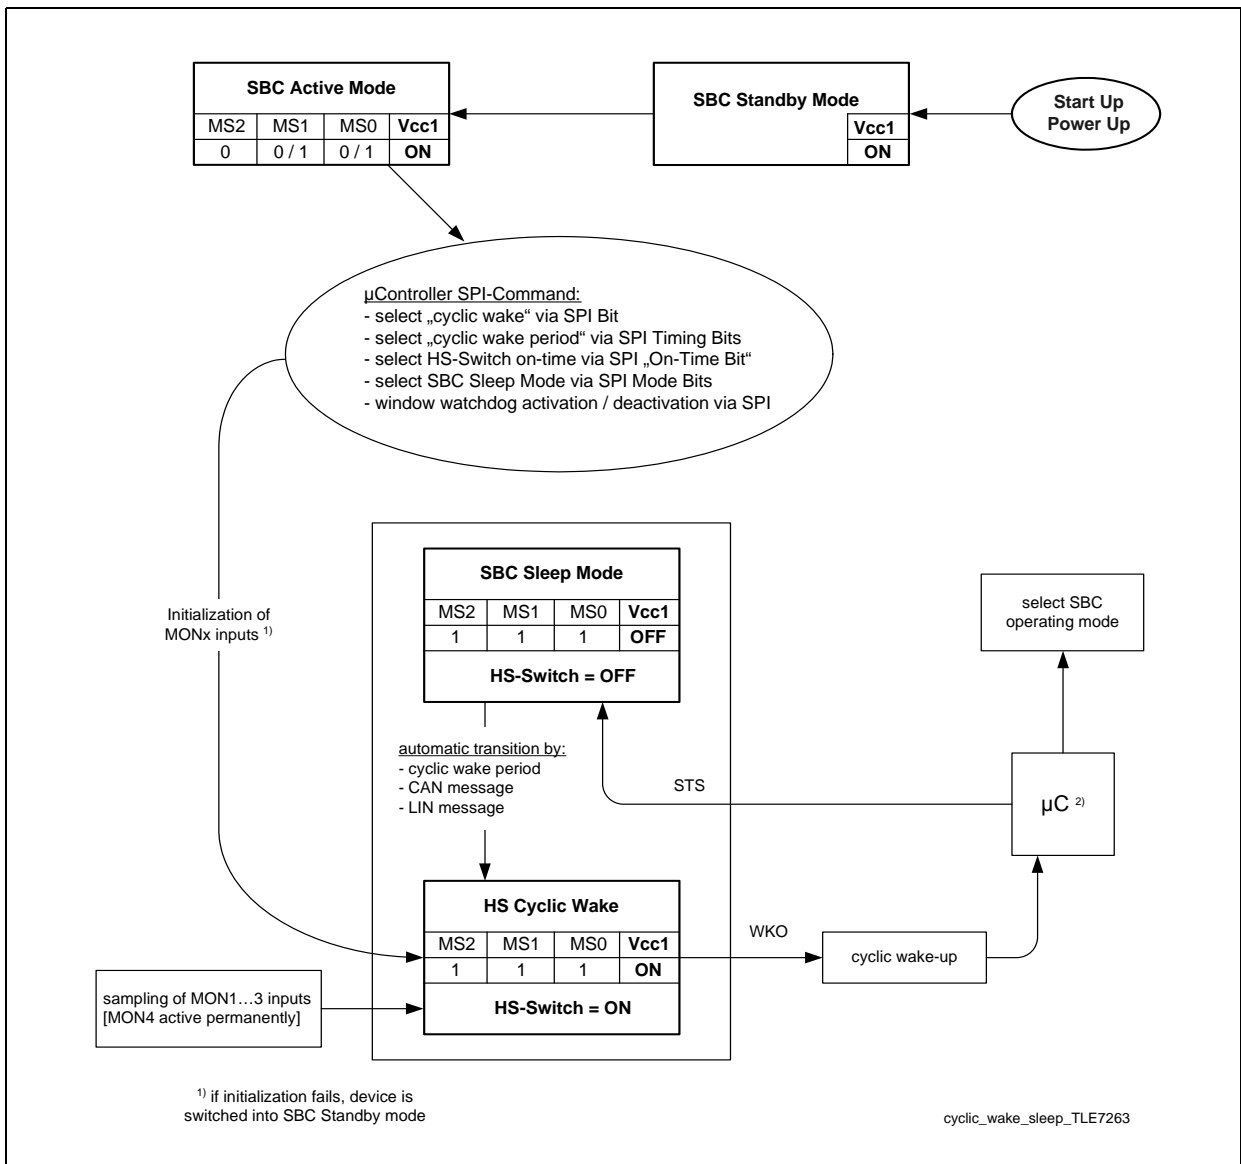 SBC Active Mode
MS2 MS1 MS0 Vcc1
0 0 / 1 0 / 1 ON
SBC Standby Mode
Vcc1
ON
Start Up
Power Up
µController SPI-Command:
- select „cyclic wake“ via SPI Bit
- select „cyclic wake period“ via SPI Timing Bits
- select HS-Switch on-time via SPI „On-Time Bit“
- select SBC Sleep Mode via SPI Mode Bits
- window watchdog activation / deactivation via SPI
Initialization of
MONx inputs 1)
SBC Sleep Mode
MS2 MS1 MS0 Vcc1
1 1 1 OFF
HS-Switch = OFF
automatic transition by:
- cyclic wake period
- CAN message
- LIN message
STS
select SBC
operating mode
µC 2)
HS Cyclic Wake
MS2 MS1 MS0 Vcc1
1 1 1 ON
HS-Switch = ON
WKO
cyclic wake-up
sampling of MON1...3 inputs
[MON4 active permanently]
1) if initialization fails, device is
switched into SBC Standby mode
cyclic_wake_sleep_TLE7263